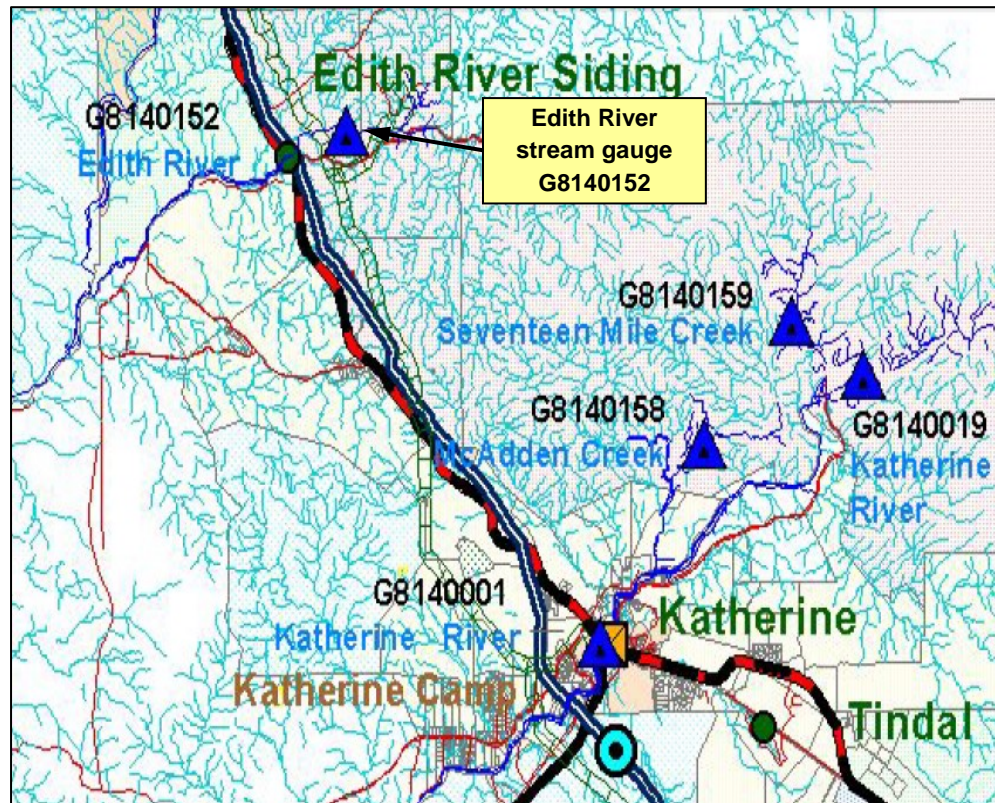 Edith River Siding
G8140152
Edith River
Edith River
stream gauge
G8140152
G8140159
Seventeen Mile Creek
G8140158
McAdden Creek
G8140019
Katherine
River
G8140001
Katherine River
Katherine
Katherine Camp
Tindal